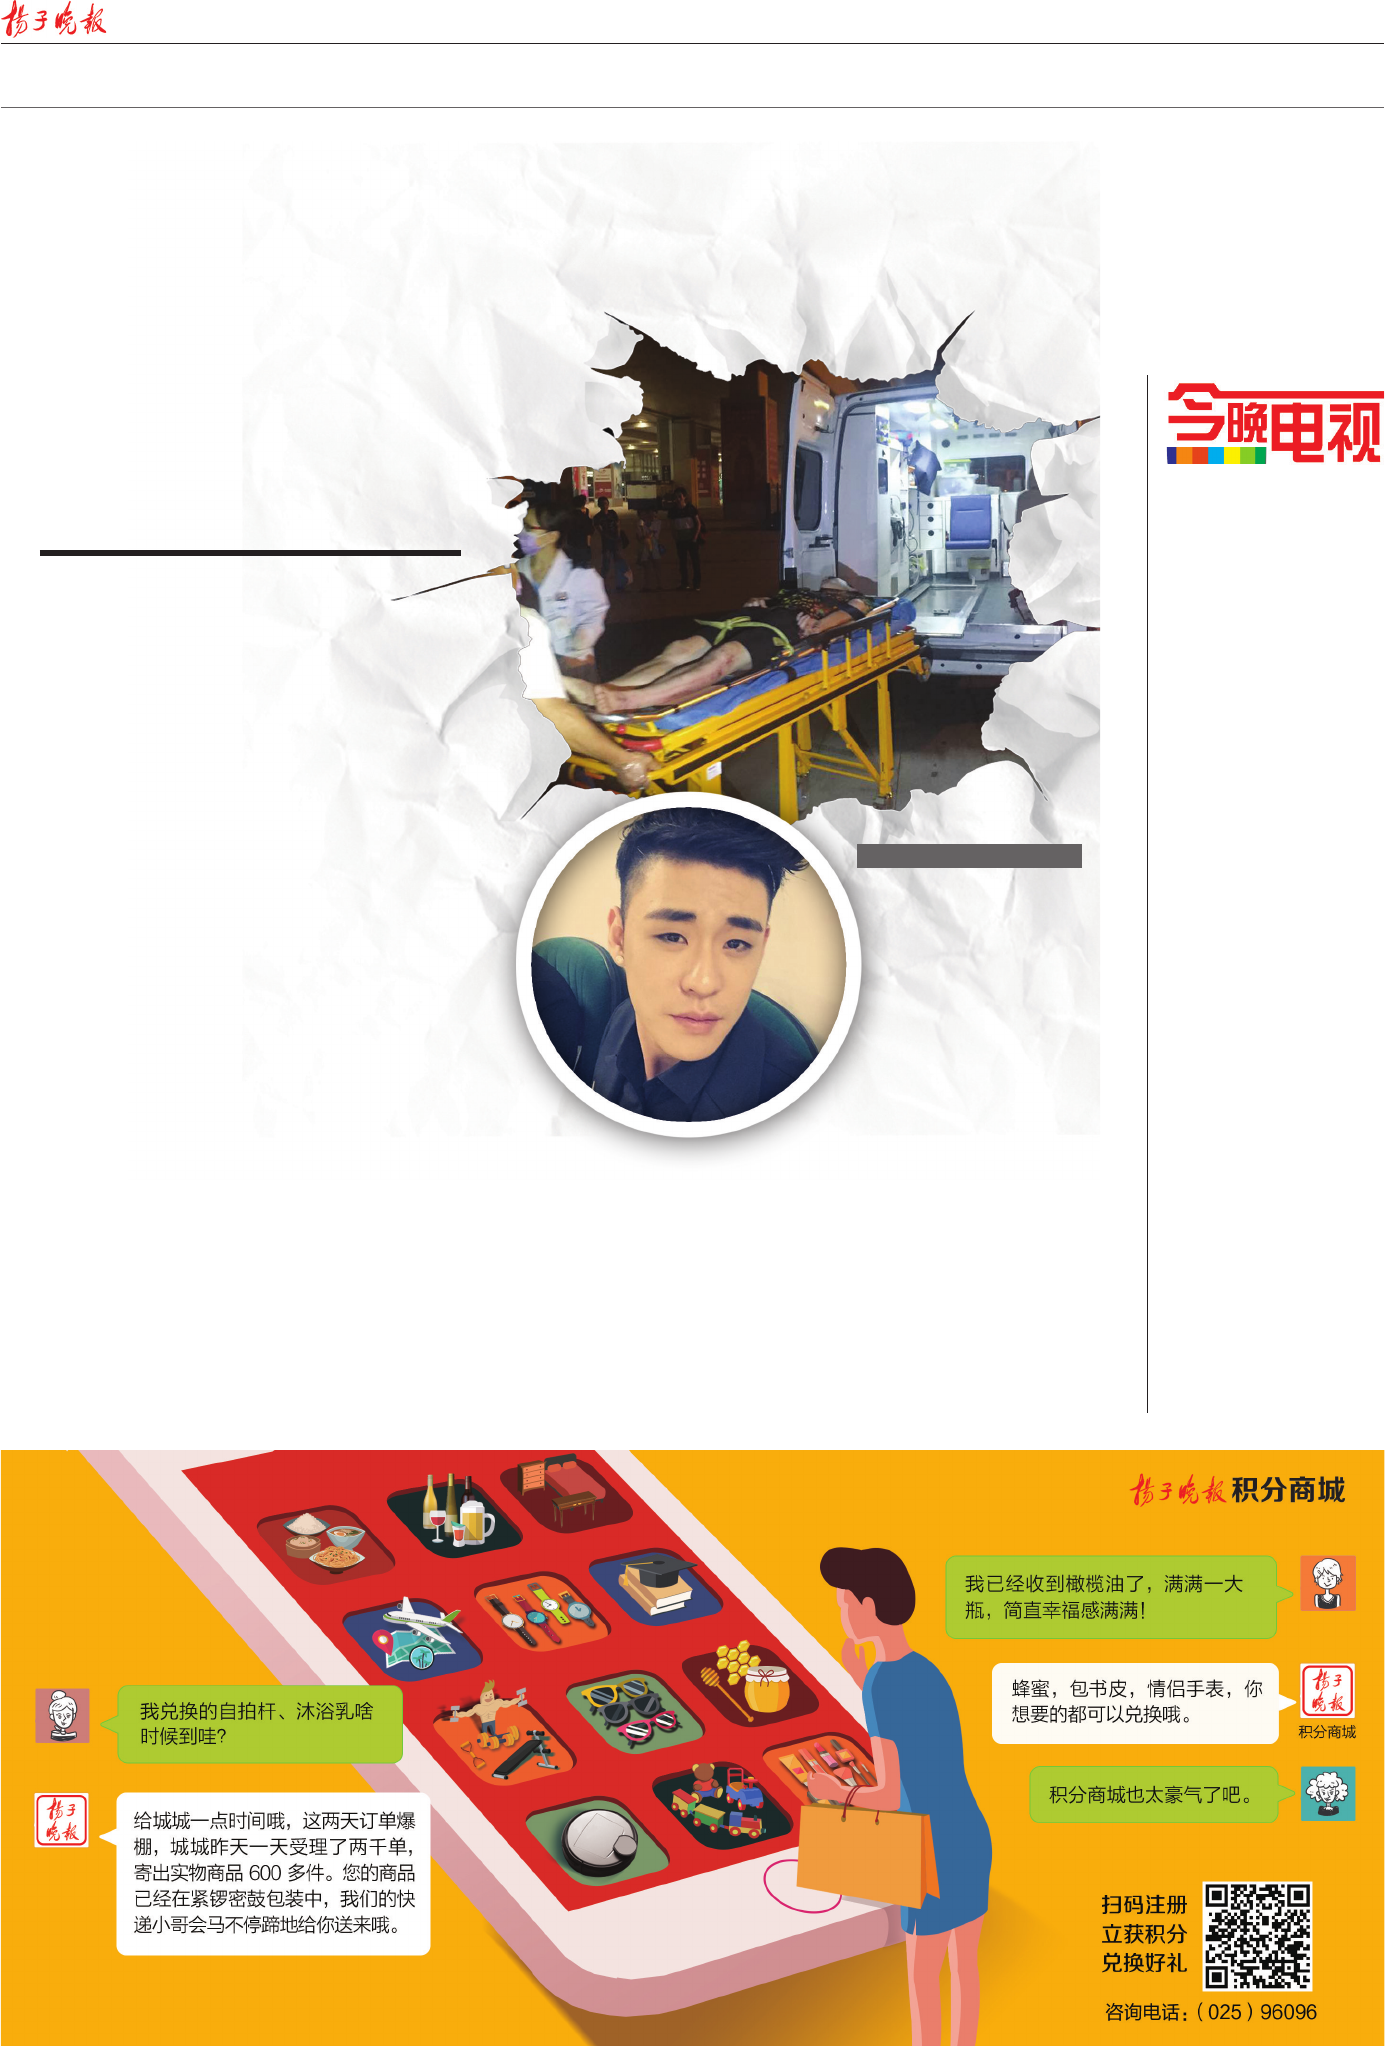 扬子晚报
今晚电视
扬子晚报积分商城
我已经收到橄榄油了，满满一大
瓶，简直幸福感满满！
蜂蜜，包书皮，情侣手表，你
想要的都可以兑换哦。
扬子
晚报
积分商城
积分商城也太豪气了吧。
我兑换的自拍杆、沐浴乳啥
时候到哇？
扬子
晚报
给城城一点时间哦，这两天订单爆
棚，城城昨天一天受理了两千单，
寄出实物商品 600 多件。您的商品
已经在紧锣密鼓包装中，我们的快
递小哥会马不停蹄地给你送来哦。
扫码注册
立获积分
兑换好礼
咨询电话：（025）96096